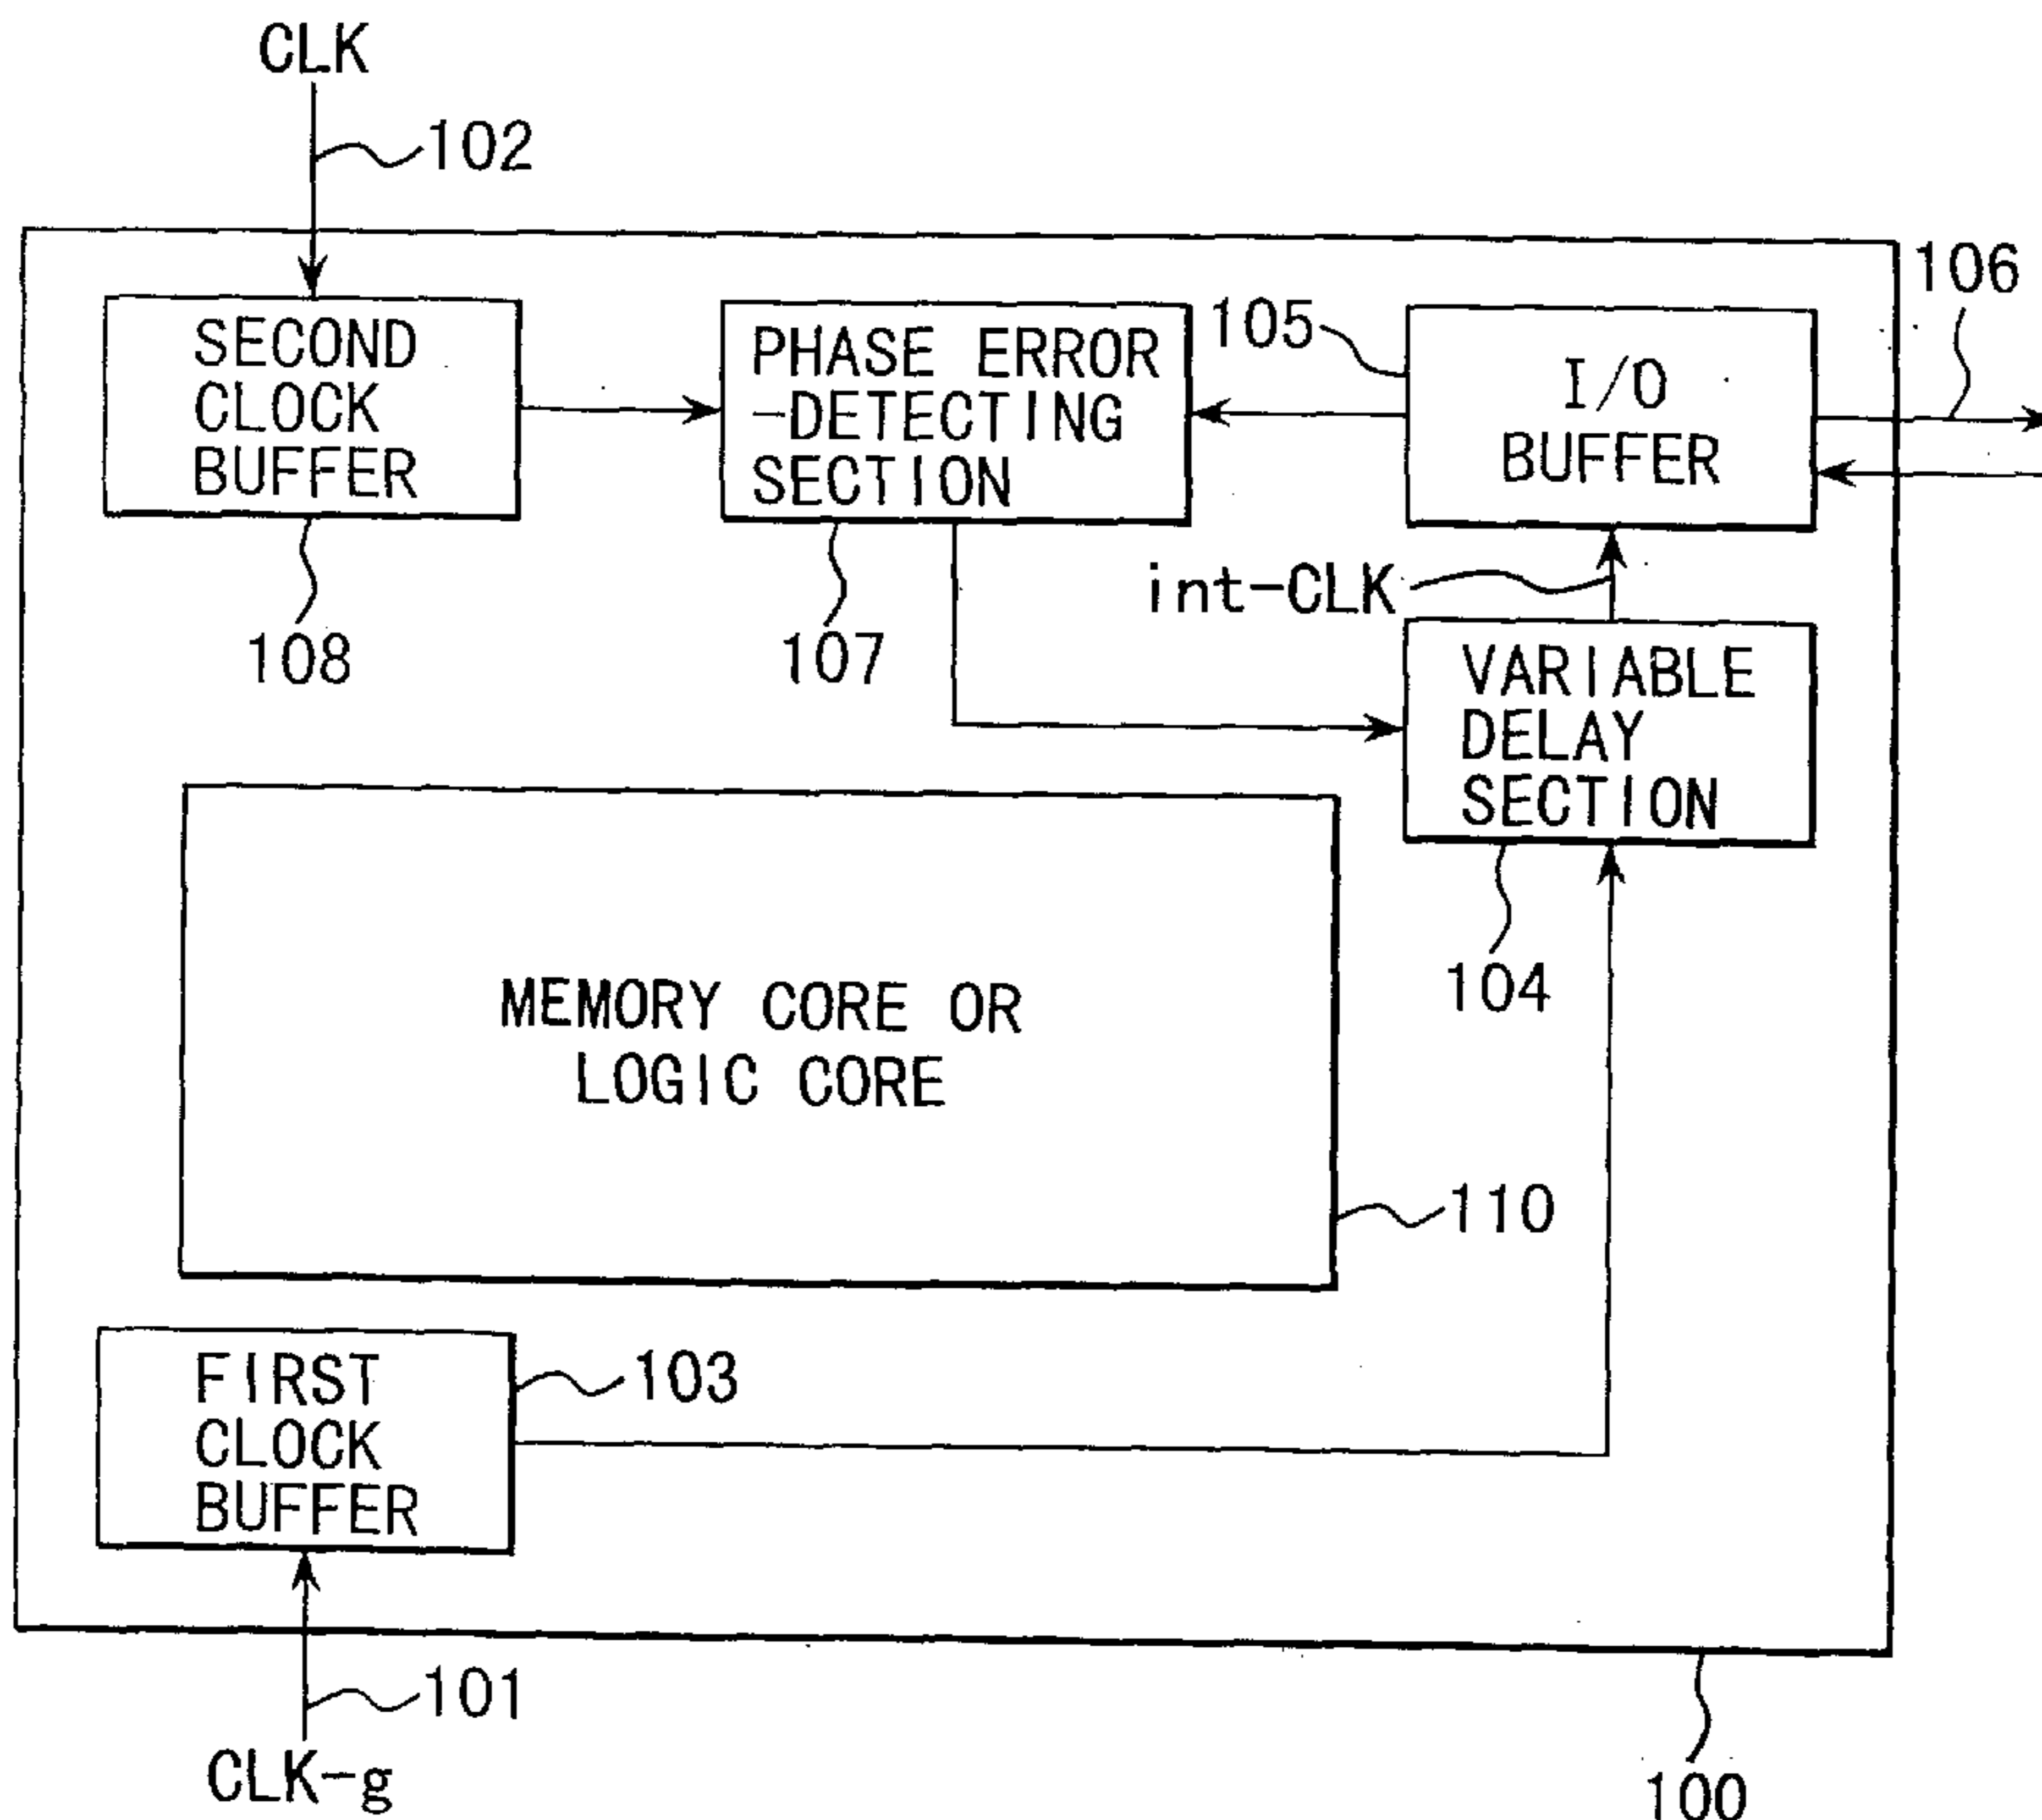 CLK
102
106
SECOND
CLOCK
BUFFER
PHASE ERROR
-DETECTING
SECTION
105
I/O
BUFFER
int-CLK
108
107
VARIABLE
DELAY
SECTION
104
MEMORY CORE OR
LOGIC CORE
110
FIRST
CLOCK
BUFFER
103
101
CLK-g
100